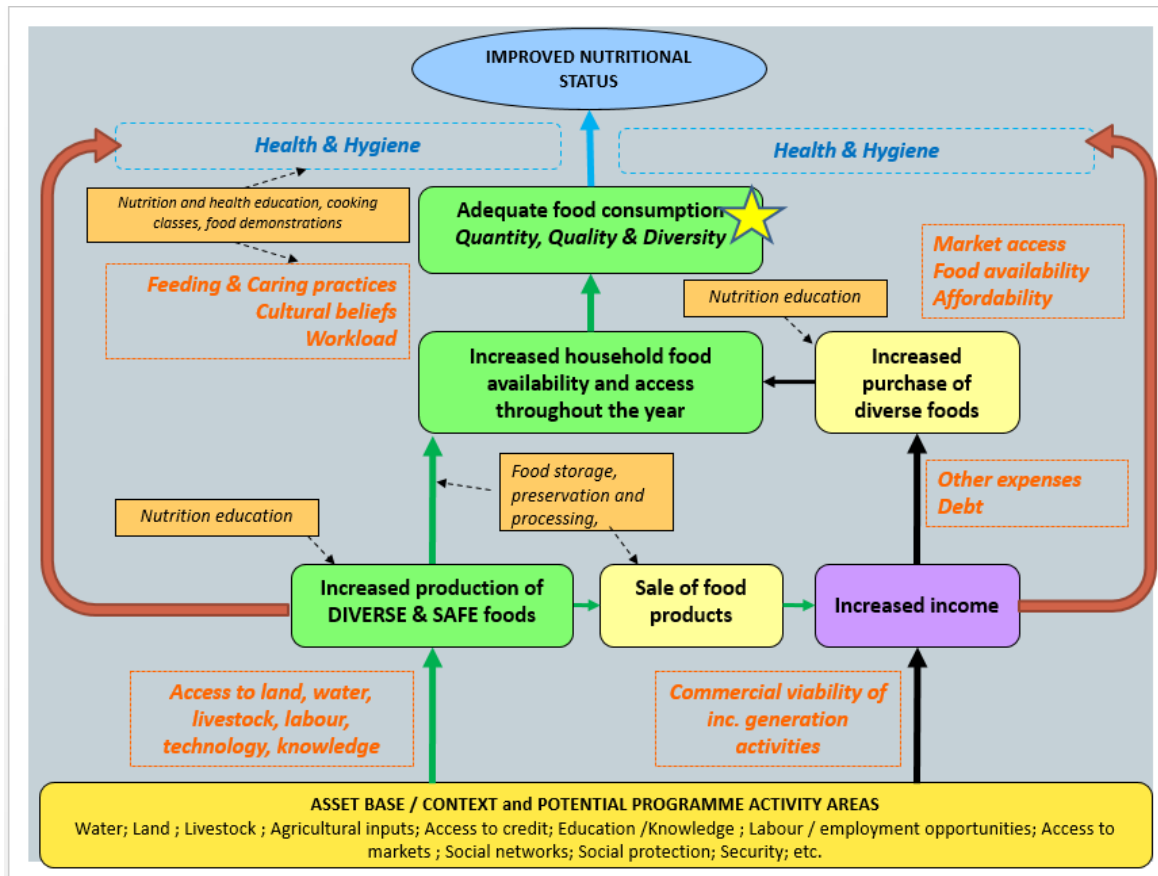 IMPROVED NUTRITIONAL
STATUS
Health & Hygiene
Health & Hygiene
Nutrition and health education, cooking
classes, food demonstrations
Adequate food consumption
Quantity, Quality & Diversity
Feeding & Caring practices
Cultural beliefs
Workload
Market access
Food availability
Affordability
Nutrition education
Increased household food
availability and access
throughout the year
Increased
purchase of
diverse foods
Food storage,
preservation and
processing,
Other expenses
Debt
Nutrition education
Increased production of
DIVERSE & SAFE foods
Sale of food
products
Increased income
Access to land, water,
livestock, labour,
technology, knowledge
Commercial viability of
inc. generation
activities
ASSET BASE / CONTEXT and POTENTIAL PROGRAMME ACTIVITY AREAS
Water; Land ; Livestock ; Agricultural inputs; Access to credit; Education /Knowledge ; Labour / employment opportunities; Access to
markets ; Social networks; Social protection; Security; etc.